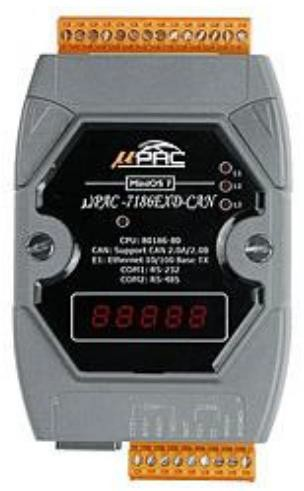 µPAC
MiniOS 7
µPAC-7186EXD-CAN
L1
L2
L3
CPU: 80186-80
CAN: Support CAN 2.0A/2.0B
E1: Ethernet 10/100 Base TX
COM1: RS-232
COM2: RS-485
88888